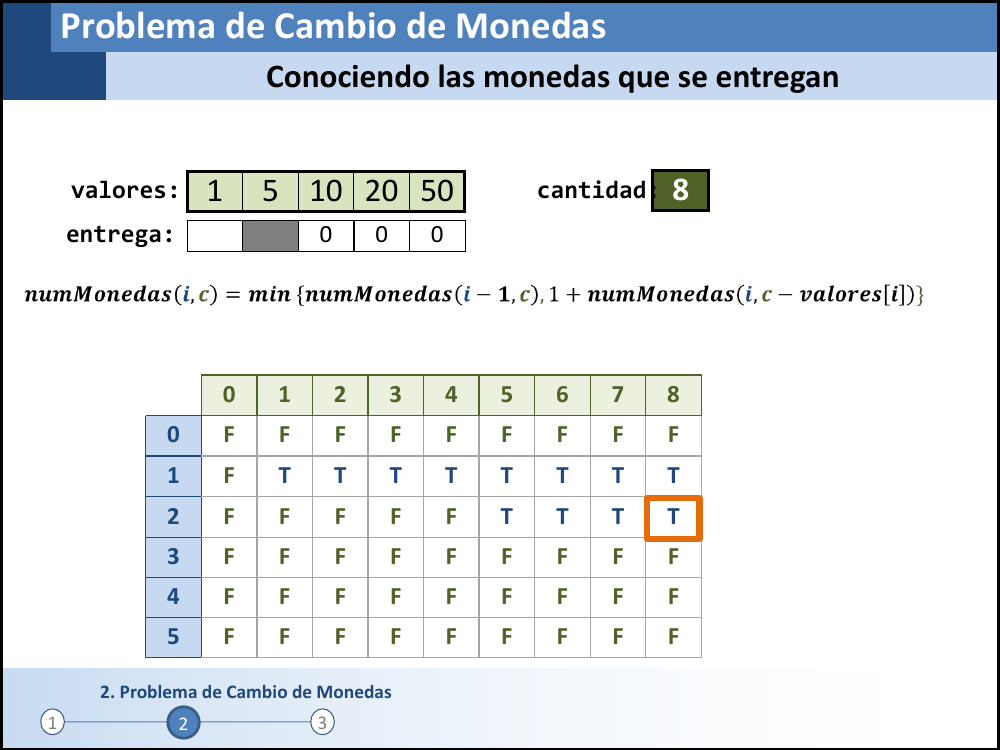 Problema de Cambio de Monedas
Conociendo las monedas que se entregan
valores: 1 5 10 20 50 cantidad: 8
entrega: 0 0 0
numMonedas(i,c) = min {numMonedas(i − 1,c), 1 + numMonedas(i,c − valores[i])}
0 1 2 3 4 5 6 7 8
0 F F F F F F F F F
1 F T T T T T T T T
2 F F F F F T T T T
3 F F F F F F F F F
4 F F F F F F F F F
5 F F F F F F F F F
2. Problema de Cambio de Monedas
1 2 3